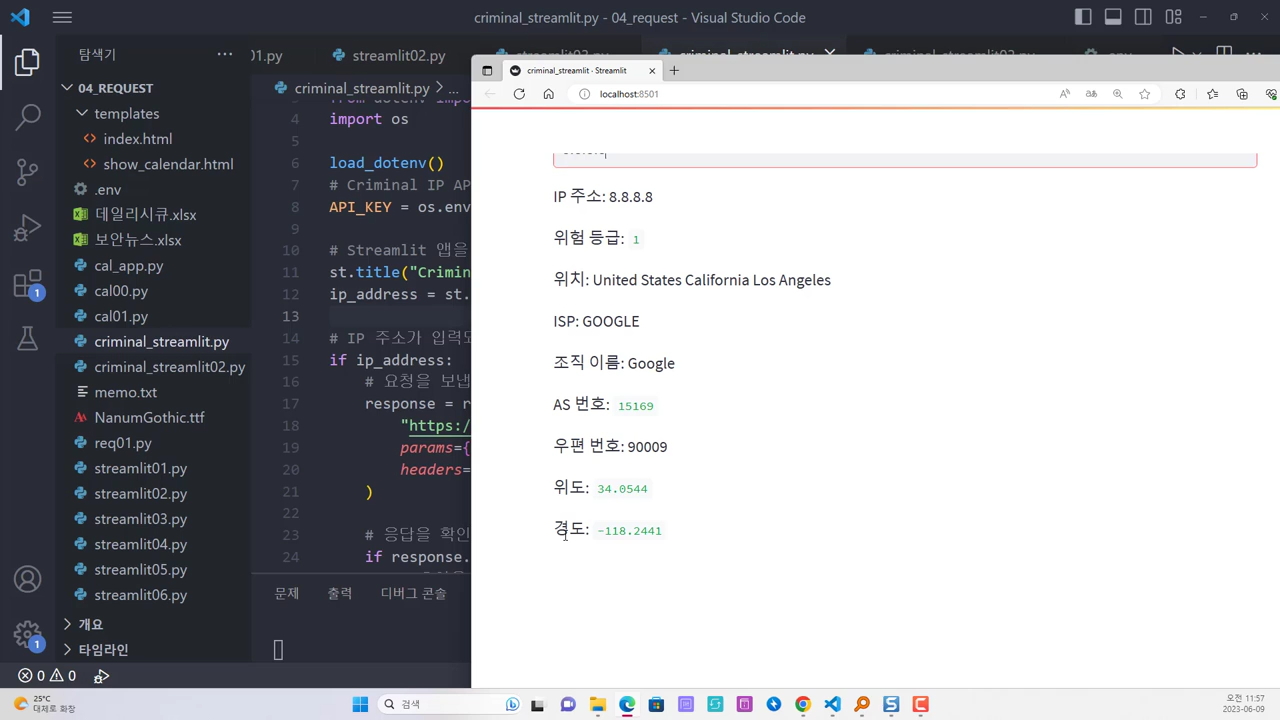 criminal_streamlit.py - 04_request - Visual Studio Code
탐색기
01.py
streamlit02.py
criminal_streamlit.py
04_REQUEST
templates
index.html
show_calendar.html
.env
데일리시큐.xlsx
보안뉴스.xlsx
cal_app.py
cal00.py
cal01.py
criminal_streamlit.py
criminal_streamlit02.py
memo.txt
NanumGothic.ttf
req01.py
streamlit01.py
streamlit02.py
streamlit03.py
streamlit04.py
streamlit05.py
streamlit06.py
개요
타임라인
1
1
criminal_streamlit.py > ...
4 import os
5
6 load_dotenv()
7 # Criminal IP AP
8 API_KEY = os.env
9
10 # Streamlit 앱을
11 st.title("Crimin
12 ip_address = st.
13
14 # IP 주소가
15 if ip_address:
16 # 요청을
17 response = r
18 "https:/
19 params={
20 headers=
21 )
22
23 # 응답을
24 if response.
문제 출력 디버그 콘솔
0 0
criminal_streamlit · Streamlit
localhost:8501
IP 주소: 8.8.8.8
위험 등급: 1
위치: United States California Los Angeles
ISP: GOOGLE
조직 이름: Google
AS 번호: 15169
우편 번호: 90009
위도: 34.0544
경도: -118.2441
25°C
대체로 화창
검색
오전 11:57
2023-06-09